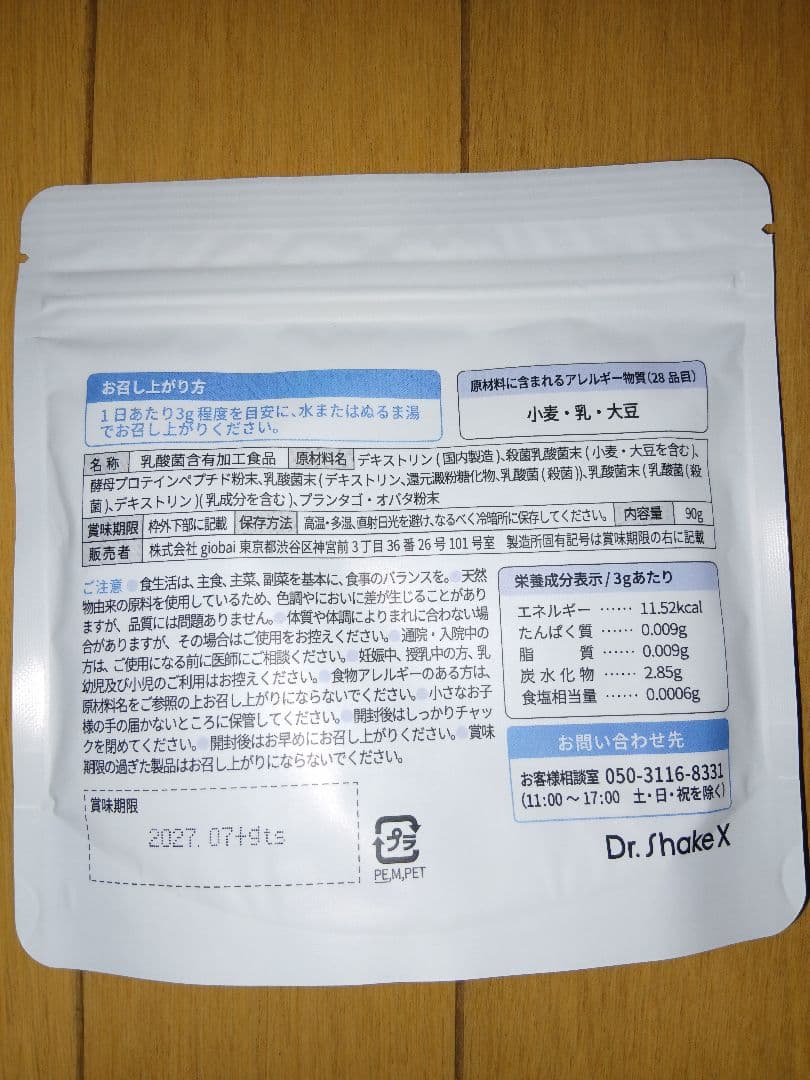 お召し上がり方
1日あたり3g程度を目安に、水またはぬるま湯
でお召し上がりください。
原材料に含まれるアレルギー物質(28品目)
小麦・乳・大豆
名称 乳酸菌含有加工食品 原材料名 デキストリン(国内製造)、殺菌乳酸菌末(小麦・大豆を含む)、
酵母プロテインペプチド粉末、乳酸菌末(デキストリン、還元澱粉糖化物、乳酸菌(殺菌))、乳酸菌末(乳酸菌(殺
菌)、デキストリン)(乳成分を含む)、プランタゴ・オバタ粉末
賞味期限 枠外下部に記載 保存方法 高温・多湿、直射日光を避け、なるべく冷暗所に保存してください。 内容量 90g
販売者 株式会社giobai 東京都渋谷区神宮前3丁目36番26号101号室 製造所固有記号は賞味期限の右に記載
ご注意 ●食生活は、主食、主菜、副菜を基本に、食事のバランスを。●天然
物由来の原料を使用しているため、色調やにおいに差が生じることがあり
ますが、品質には問題ありません。●体質や体調によりまれに合わない場
合がありますが、その場合はご使用をお控えください。●通院・入院中の
方は、ご使用になる前に医師にご相談ください。●妊娠中、授乳中の方、乳
幼児及び小児のご利用はお控えください。●食物アレルギーのある方は、
原材料名をご参照の上お召し上がりにならないでください。●小さなお子
様の手の届かないところに保管してください。●開封後はしっかりチャッ
クを閉めてください。●開封後はお早めにお召し上がりください。●賞味
期限の過ぎた製品はお召し上がりにならないでください。
栄養成分表示/3gあたり
エネルギー …… 11.52kcal
たんぱく質 …… 0.009g
脂質 …… 0.009g
炭水化物 …… 2.85g
食塩相当量 …… 0.0006g
お問い合わせ先
お客様相談室 050-3116-8331
(11:00~17:00 土・日・祝を除く)
賞味期限
2027.07+gts
プラ
PE,M,PET
Dr.ShakeX